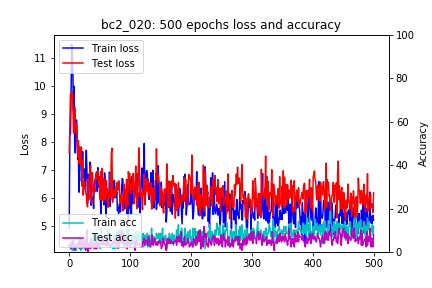 bc2_020: 500 epochs loss and accuracy
Train loss
Test loss
Train acc
Test acc
Loss
11
10
9
8
7
6
5
Accuracy
100
80
60
40
20
0
0
100
200
300
400
500